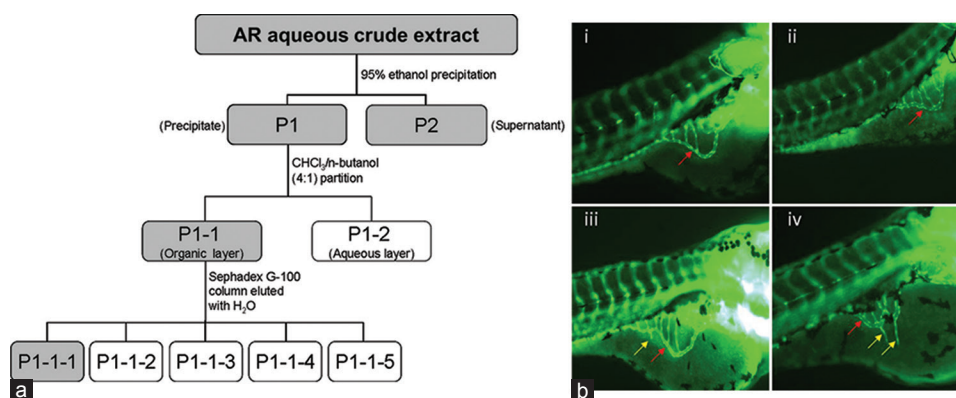 AR aqueous crude extract
95% ethanol precipitation
(Precipitate) P1 P2 (Supernatant)
CHCl₃/n-butanol
(4:1) partition
P1-1
(Organic layer)
P1-2
(Aqueous layer)
Sephadex G-100
column eluted
with H₂O
P1-1-1 P1-1-2 P1-1-3 P1-1-4 P1-1-5
a
i
ii
iii
iv
b